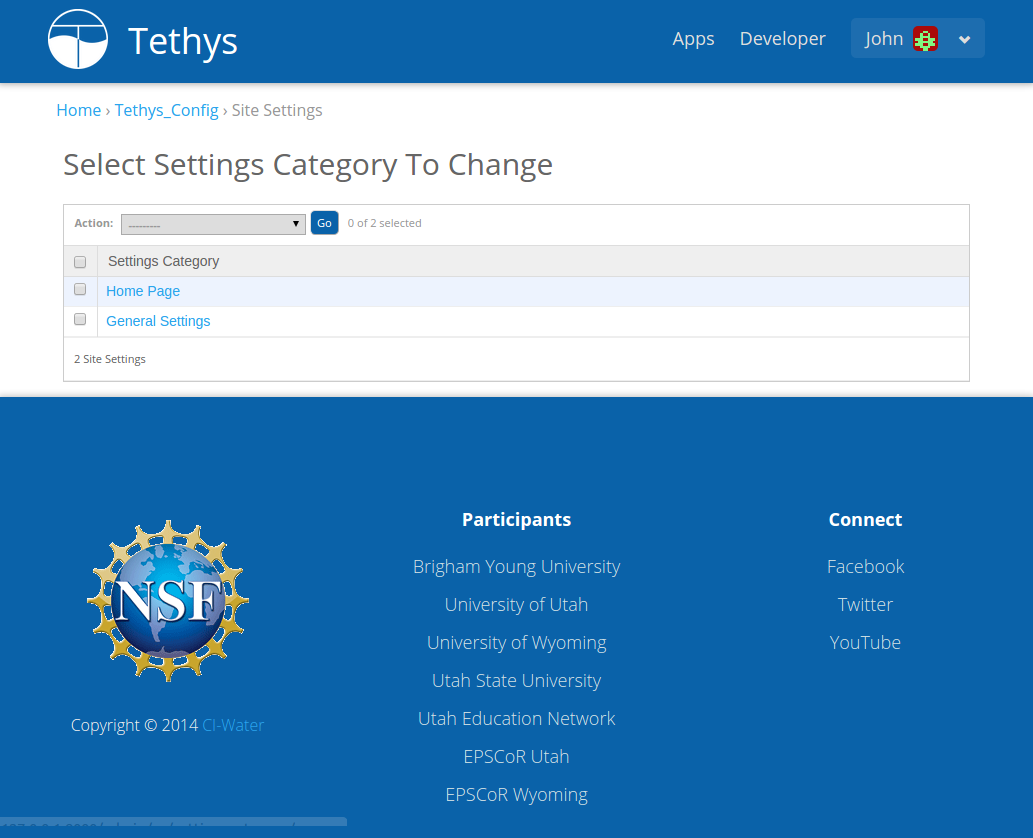 Tethys
Apps Developer John
Home › Tethys_Config › Site Settings
Select Settings Category To Change
Action: --------- Go 0 of 2 selected
Settings Category
Home Page
General Settings
2 Site Settings
NSF
Copyright © 2014 CI-Water
Participants
Brigham Young University
University of Utah
University of Wyoming
Utah State University
Utah Education Network
EPSCoR Utah
EPSCoR Wyoming
Connect
Facebook
Twitter
YouTube